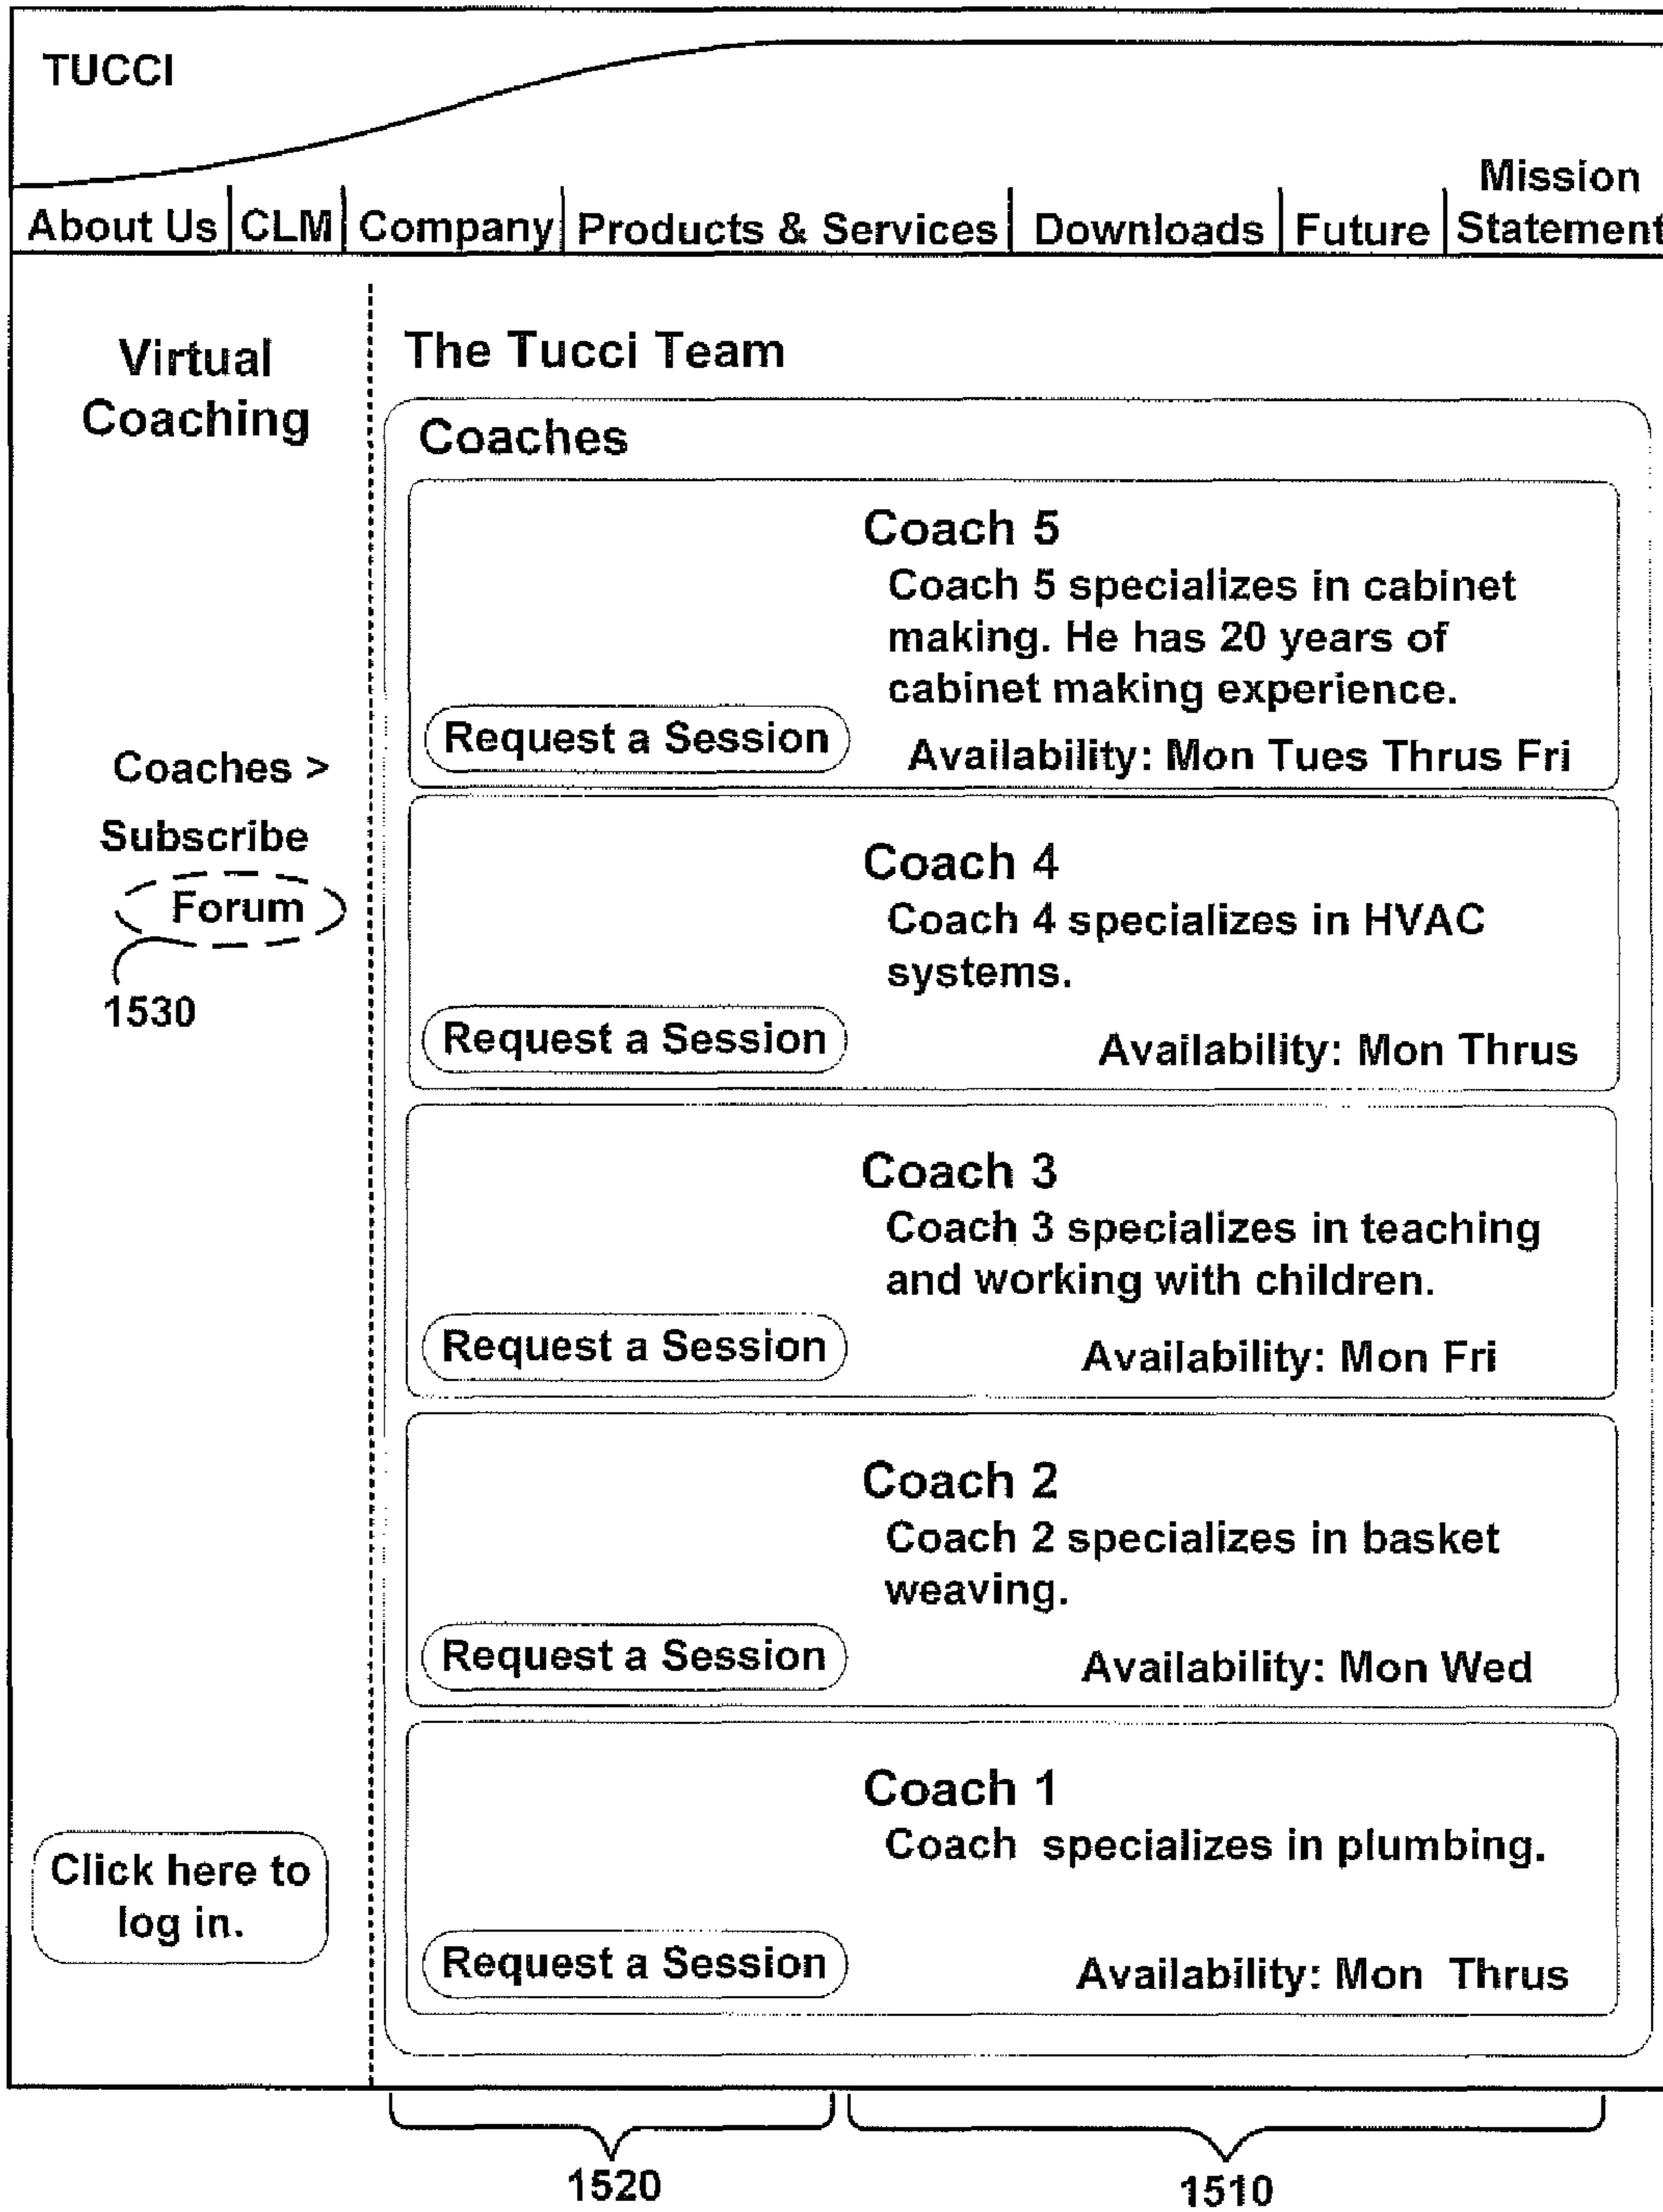 TUCCI
About Us CLM Company Products & Services Downloads Future Mission
Statement
Virtual
Coaching
Coaches >
Subscribe
Forum
1530
Click here to
log in.
The Tucci Team
Coaches
Coach 5
Coach 5 specializes in cabinet
making. He has 20 years of
cabinet making experience.
Request a Session
Availability: Mon Tues Thrus Fri
Coach 4
Coach 4 specializes in HVAC
systems.
Request a Session
Availability: Mon Thrus
Coach 3
Coach 3 specializes in teaching
and working with children.
Request a Session
Availability: Mon Fri
Coach 2
Coach 2 specializes in basket
weaving.
Request a Session
Availability: Mon Wed
Coach 1
Coach specializes in plumbing.
Request a Session
Availability: Mon Thrus
1520
1510